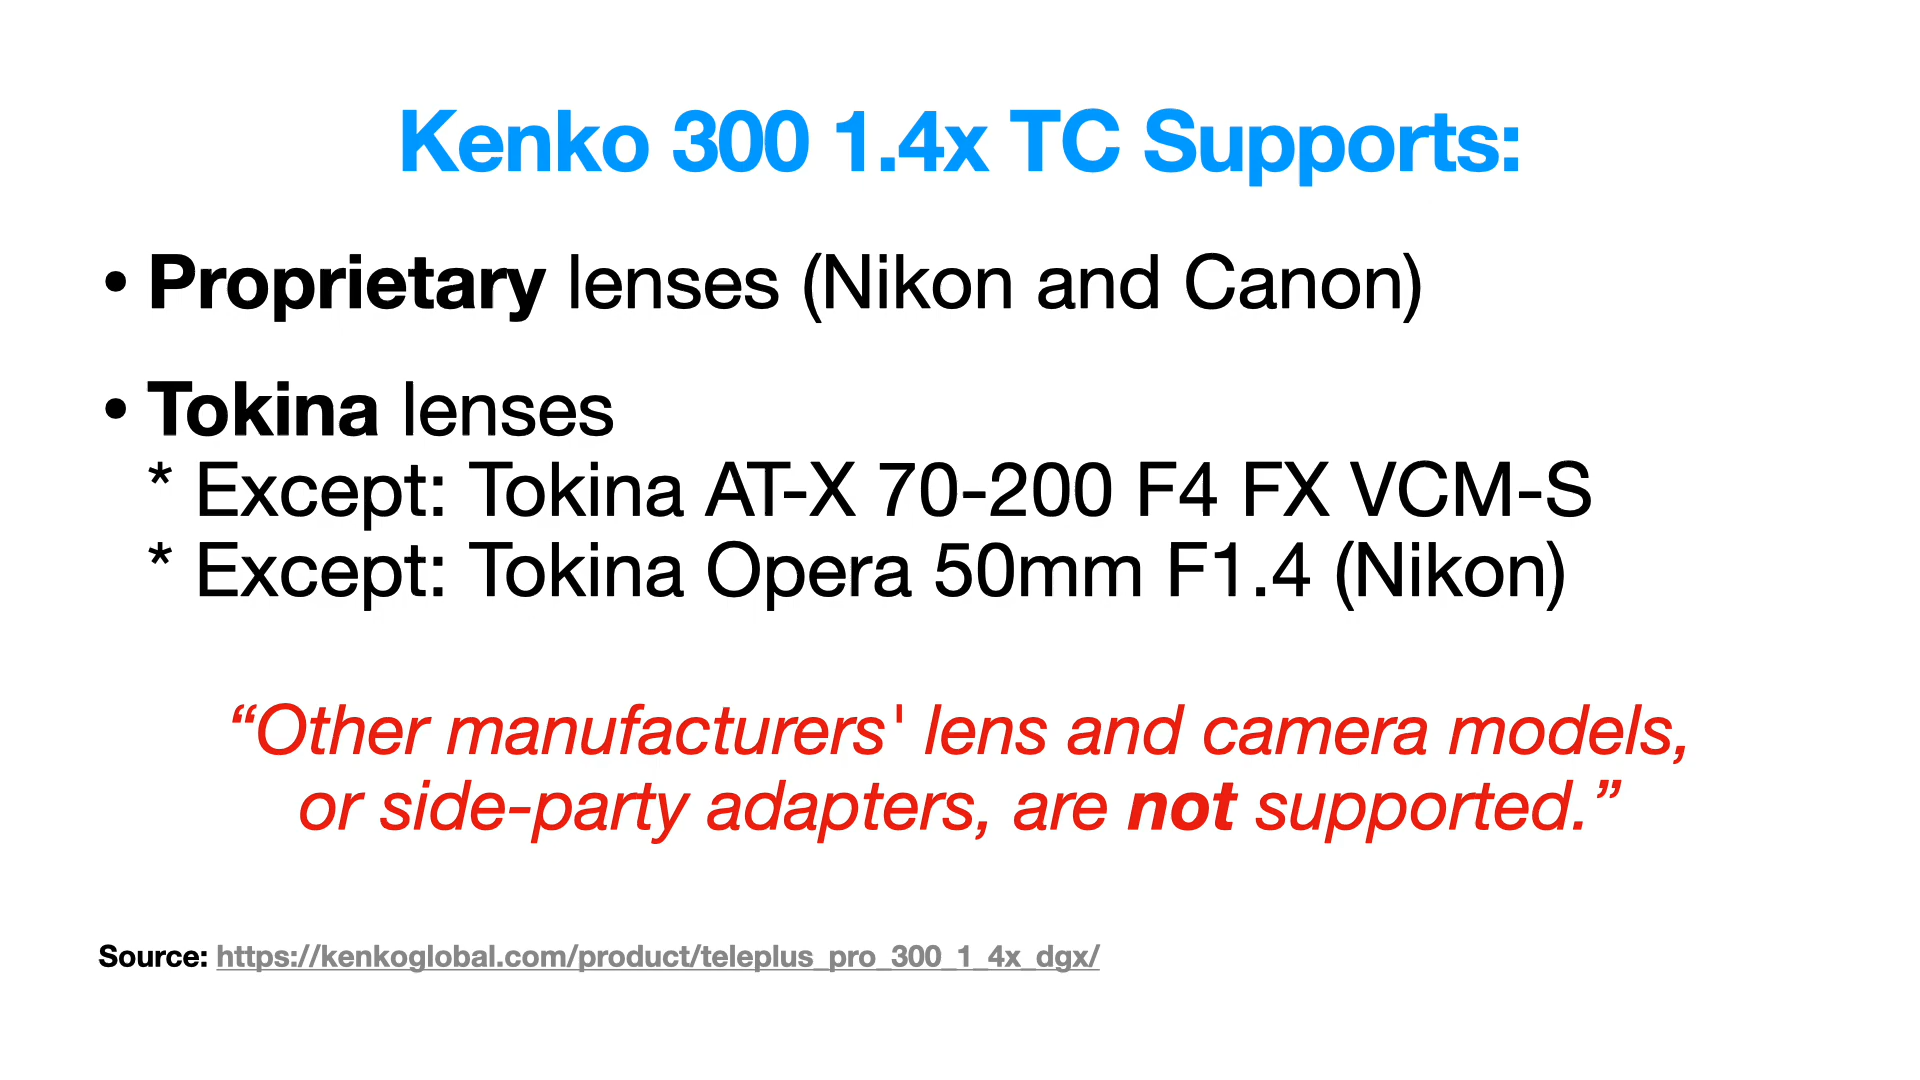 Kenko 300 1.4x TC Supports:
• Proprietary lenses (Nikon and Canon)
• Tokina lenses
* Except: Tokina AT-X 70-200 F4 FX VCM-S
* Except: Tokina Opera 50mm F1.4 (Nikon)
“Other manufacturers' lens and camera models,
or side-party adapters, are not supported.”
Source: https://kenkoglobal.com/product/teleplus_pro_300_1_4x_dgx/